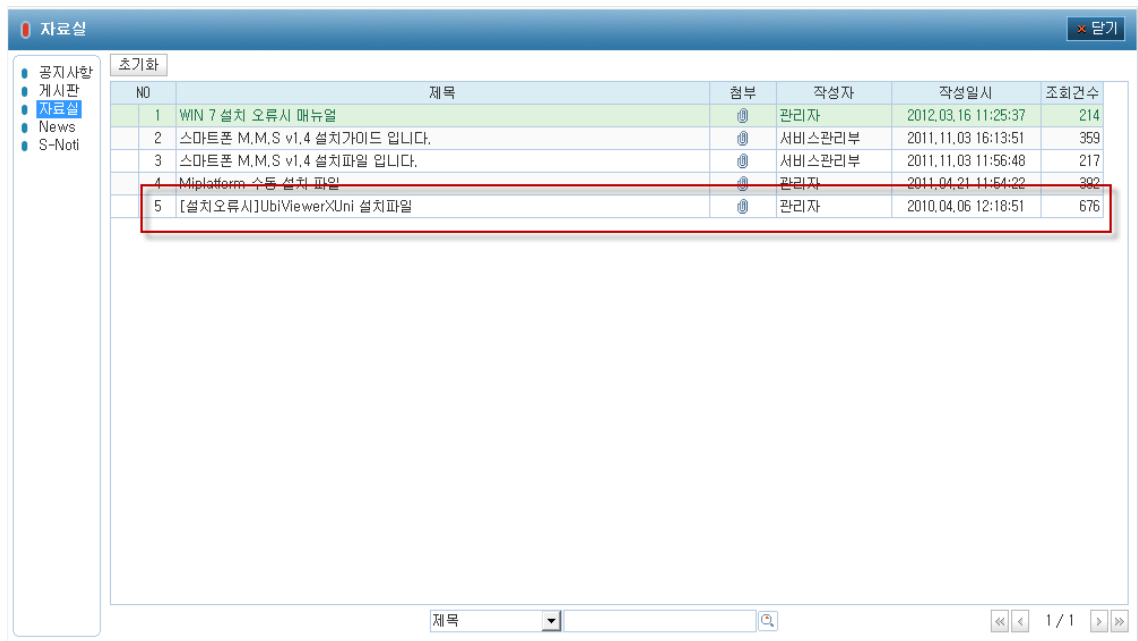 자료실
닫기
공지사항
게시판
자료실
News
S-Noti
초기화
NO 제목 첨부 작성자 작성일시 조회건수
1 WIN 7 설치 오류시 매뉴얼 관리자 2012.03.16 11:25:37 214
2 스마트폰 M.M.S v1.4 설치가이드 입니다. 서비스관리부 2011.11.03 16:13:51 359
3 스마트폰 M.M.S v1.4 설치파일 입니다. 서비스관리부 2011.11.03 11:56:48 217
4 Miplatform 수동 설치 파일 관리자 2011.04.21 11:54:22 392
5 [설치오류시]UbiViewerXUni 설치파일 관리자 2010.04.06 12:18:51 676
제목
1 / 1